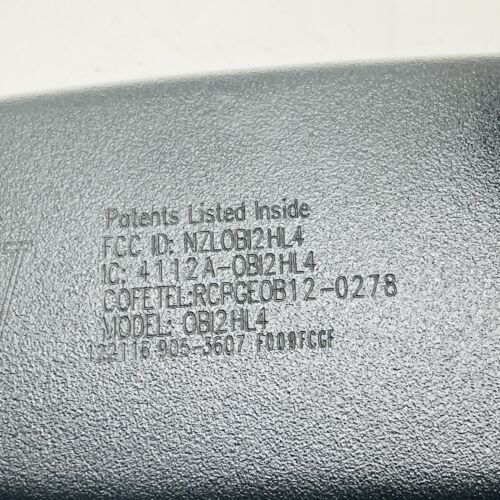 Patents Listed Inside
FCC ID: NZLOBI2HL4
IC: 4112A-OBI2HL4
COFETEL:RCPGEOB12-0278
MODEL: OBI2HL4
122116 905-3607 F009FCGF